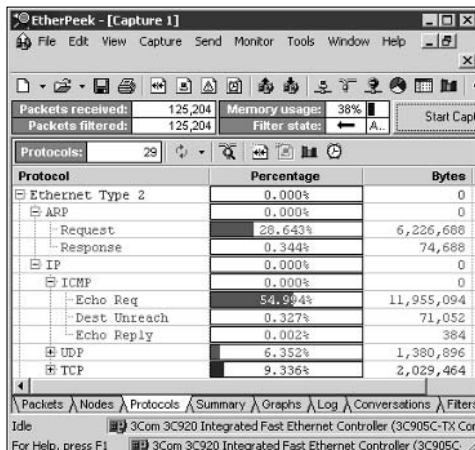 EtherPeek - [Capture 1]
File Edit View Capture Send Monitor Tools Window Help
Packets received: 125,204 Memory usage: 38%
Packets filtered: 125,204 Filter state: A..
Start Capt
Protocols: 29
Protocol Percentage Bytes
Ethernet Type 2 0.000% 0
ARP 0.000% 0
Request 28.643% 6,226,688
Response 0.344% 74,688
IP 0.000% 0
ICMP 0.000% 0
Echo Req 54.994% 11,955,094
Dest Unreach 0.327% 71,052
Echo Reply 0.002% 384
UDP 6.352% 1,380,896
TCP 9.336% 2,029,464
Packets Nodes Protocols Summary Graphs Log Conversations Filters
Idle 3Com 3C920 Integrated Fast Ethernet Controller (3C905C-TX Cor
For Help, press F1 3Com 3C920 Integrated Fast Ethernet Controller (3C905C-